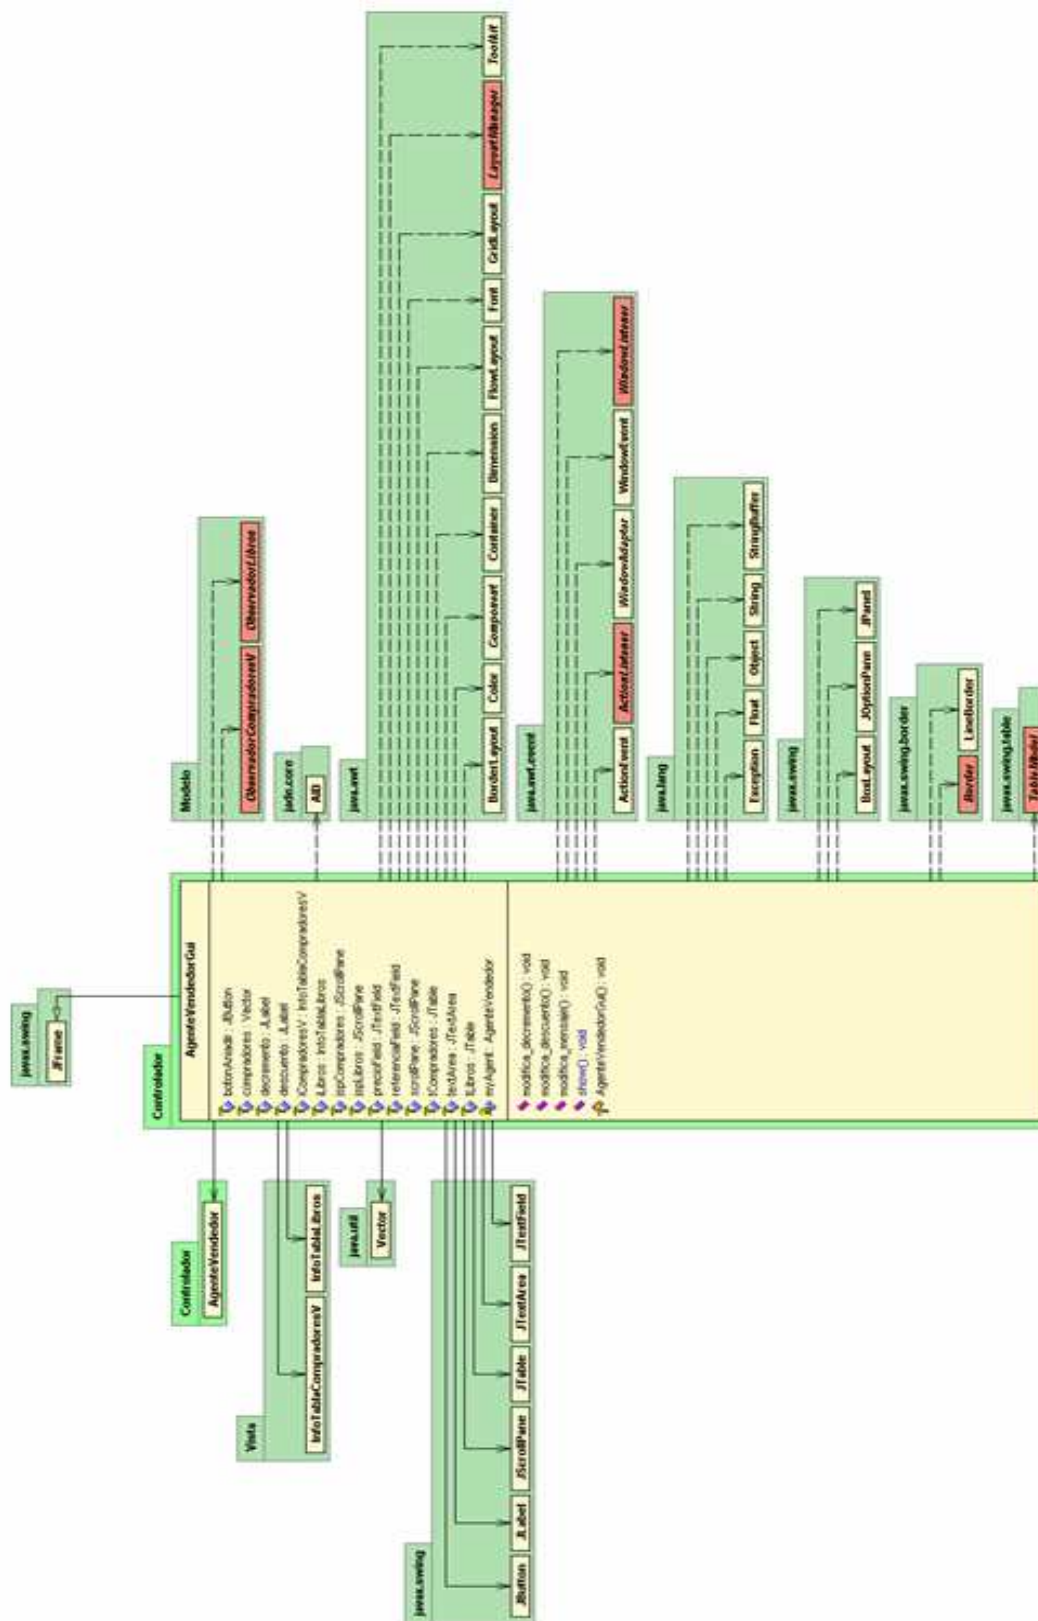 javax.swing
JFrame
Controlador
AgenteVendedorGui
botonAniadir : JButton
compradores : Vector
decremento : JLabel
descuento : JLabel
iCompradoresV : InfoTableCompradoresV
iLibros : InfoTablaLibros
jspCompradores : JScrollPane
jspLibros : JScrollPane
precioField : JTextField
referenciaField : JTextField
scrollPane : JScrollPane
tCompradores : JTable
textArea : JTextArea
tLibros : JTable
myAgent : AgenteVendedor
modifica_decremento() : void
modifica_descuento() : void
modifica_mensaje() : void
show() : void
AgenteVendedorGui() : void
Controlador
AgenteVendedor
Vista
InfoTablaCompradoresV
InfoTablaLibros
java.util
Vector
javax.swing
JButton
JLabel
JScrollPane
JTable
JTextArea
JTextField
Modelo
ObservadorCompradoresV
ObservadorLibros
jade.core
AID
java.awt
BorderLayout
Color
Component
Container
Dimension
FlowLayout
Font
GridLayout
LayoutManager
Toolkit
java.awt.event
ActionEvent
ActionListener
WindowAdapter
WindowEvent
WindowListener
java.lang
Exception
Float
Object
String
StringBuffer
javax.swing
BoxLayout
JOptionPane
JPanel
javax.swing.border
Border
LineBorder
javax.swing.table
TableModel